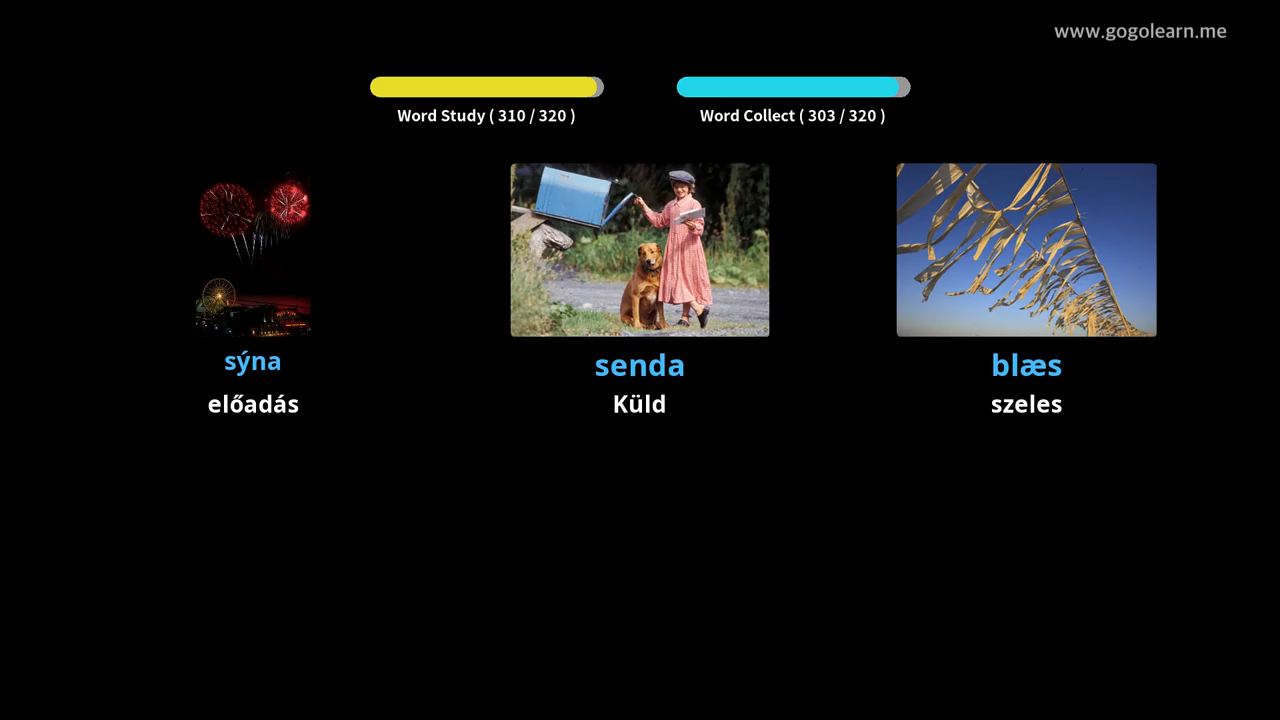 www.gogolearn.me
Word Study ( 310 / 320 )
Word Collect ( 303 / 320 )
sýna
előadás
senda
Küld
blæs
szeles